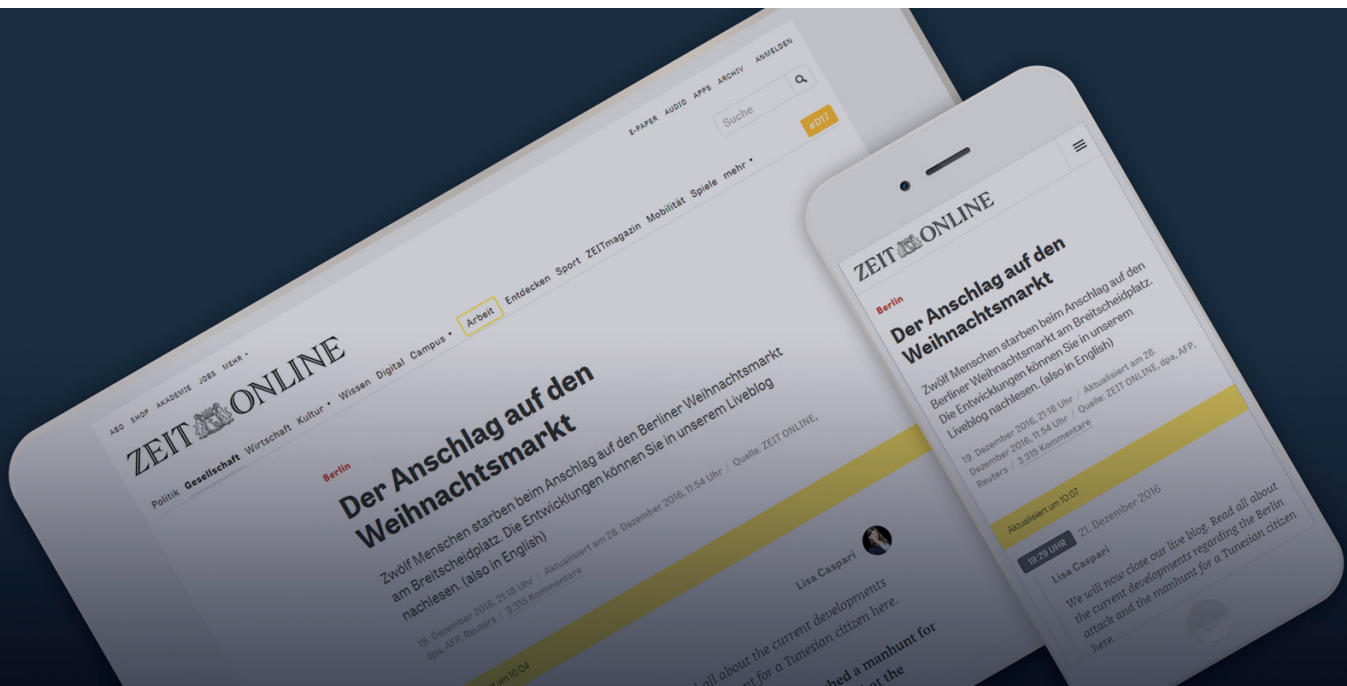 E-PAPER AUDIO APPS ARCHIV ANMELDEN
Suche
#D17
ABO SHOP AKADEMIE JOBS MEHR
ZEIT ONLINE
Politik Gesellschaft Wirtschaft Kultur Wissen Digital Campus Arbeit Entdecken Sport ZEITmagazin Mobilität Spiele mehr
Berlin
Der Anschlag auf den
Weihnachtsmarkt
Zwölf Menschen starben beim Anschlag auf den Berliner Weihnachtsmarkt
am Breitscheidplatz. Die Entwicklungen können Sie in unserem Liveblog
nachlesen. (also in English)
19. Dezember 2016, 21:18 Uhr / Aktualisiert am 28. Dezember 2016, 11:54 Uhr / Quelle: ZEIT ONLINE,
dpa, AFP, Reuters / 3.315 Kommentare
um 10:04
Lisa Caspari
all about the current developments
for a Tunesian citizen here.
a manhunt for
the
ZEIT ONLINE
Berlin
Der Anschlag auf den
Weihnachtsmarkt
Zwölf Menschen starben beim Anschlag auf den
Berliner Weihnachtsmarkt am Breitscheidplatz.
Die Entwicklungen können Sie in unserem
Liveblog nachlesen. (also in English)
19. Dezember 2016, 21:18 Uhr / Aktualisiert am 28.
Dezember 2016, 11:54 Uhr / Quelle: ZEIT ONLINE, dpa, AFP,
Reuters / 3.315 Kommentare
Aktualisiert um 10:07
19:29 UHR 21. Dezember 2016
Lisa Caspari
We will now close our live blog. Read all about
the current developments regarding the Berlin
attack and the manhunt for a Tunesian citizen
here.